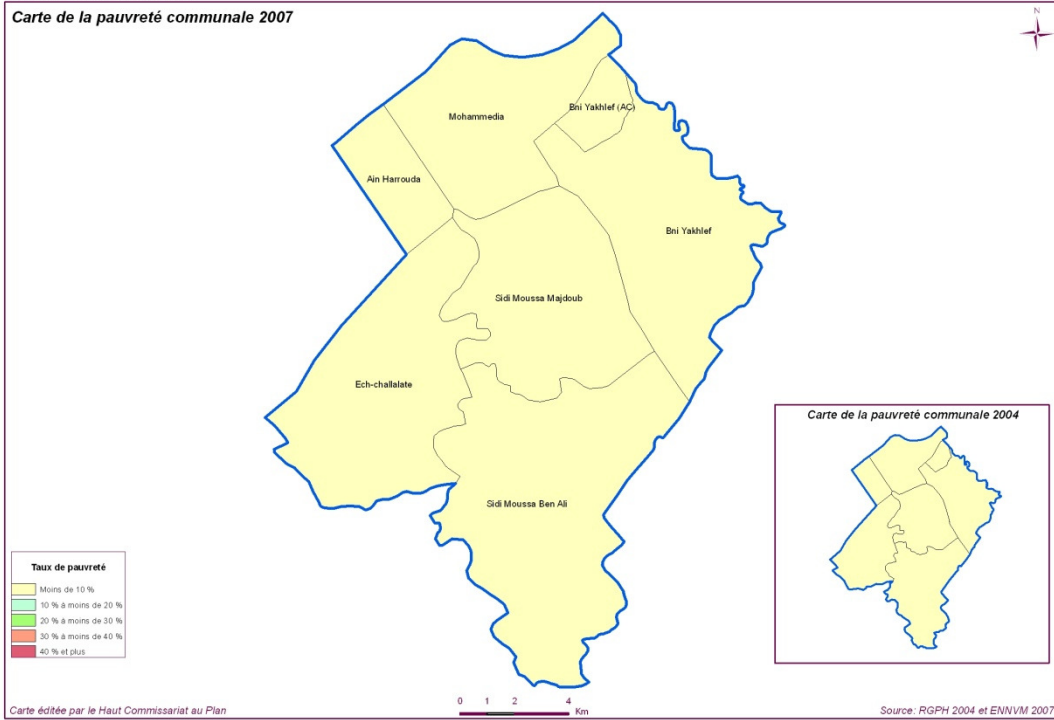 Carte de la pauvreté communale 2007
N
Bni Yakhlef (AC)
Mohammedia
Ain Harrouda
Bni Yakhlef
Sidi Moussa Majdoub
Ech-challalate
Sidi Moussa Ben Ali
Carte de la pauvreté communale 2004
Taux de pauvreté
Moins de 10 %
10 % à moins de 20 %
20 % à moins de 30 %
30 % à moins de 40 %
40 % et plus
0 1 2 4
Km
Carte éditée par le Haut Commissariat au Plan
Source: RGPH 2004 et ENNVM 2007